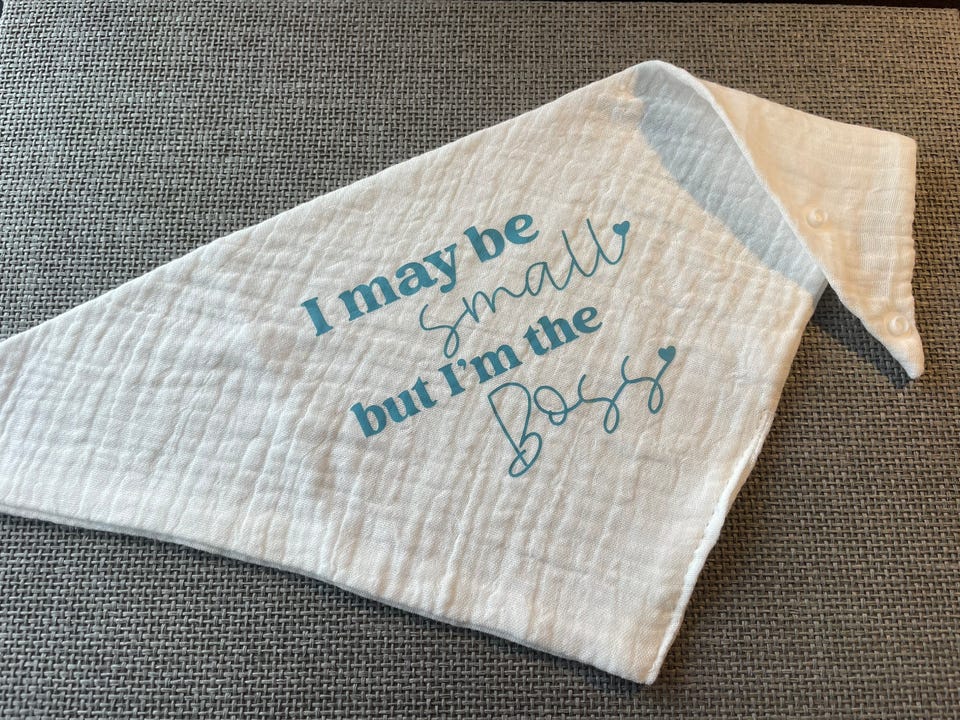 I may be
small
but I'm the
Boss